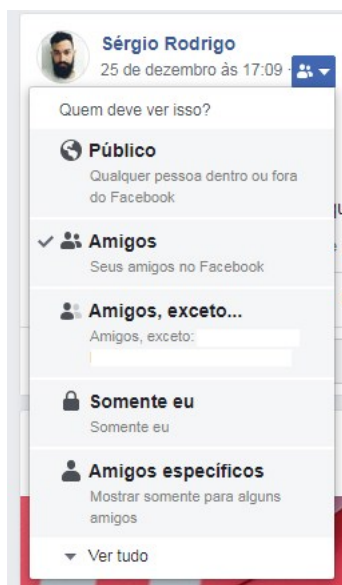 Sérgio Rodrigo
25 de dezembro às 17:09 ·
Quem deve ver isso?
Público
Qualquer pessoa dentro ou fora
do Facebook
Amigos
Seus amigos no Facebook
Amigos, exceto...
Amigos, exceto:
Somente eu
Somente eu
Amigos específicos
Mostrar somente para alguns
amigos
Ver tudo